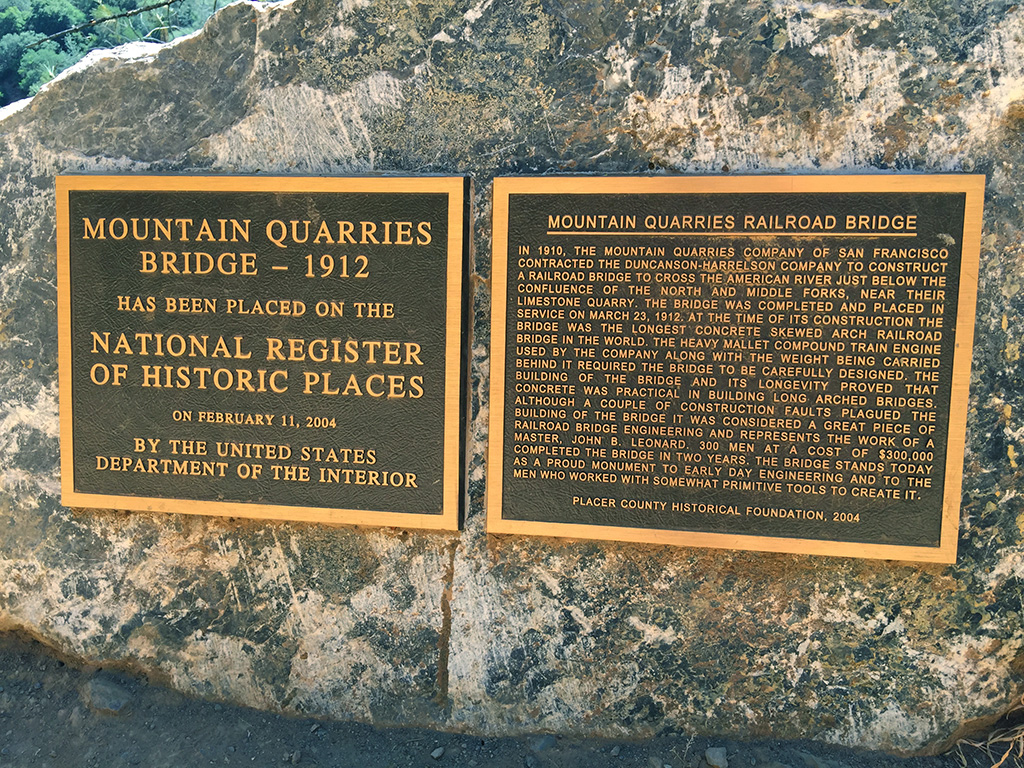 MOUNTAIN QUARRIES
BRIDGE – 1912
HAS BEEN PLACED ON THE
NATIONAL REGISTER
OF HISTORIC PLACES
ON FEBRUARY 11, 2004
BY THE UNITED STATES
DEPARTMENT OF THE INTERIOR
MOUNTAIN QUARRIES RAILROAD BRIDGE
IN 1910, THE MOUNTAIN QUARRIES COMPANY OF SAN FRANCISCO
CONTRACTED THE DUNCANSON-HARRELSON COMPANY TO CONSTRUCT
A RAILROAD BRIDGE TO CROSS THE AMERICAN RIVER JUST BELOW THE
CONFLUENCE OF THE NORTH AND MIDDLE FORKS, NEAR THEIR
LIMESTONE QUARRY. THE BRIDGE WAS COMPLETED AND PLACED IN
SERVICE ON MARCH 23, 1912. AT THE TIME OF ITS CONSTRUCTION THE
BRIDGE WAS THE LONGEST CONCRETE SKEWED ARCH RAILROAD
BRIDGE IN THE WORLD. THE HEAVY MALLET COMPOUND TRAIN ENGINE
USED BY THE COMPANY ALONG WITH THE WEIGHT BEING CARRIED
BEHIND IT REQUIRED THE BRIDGE TO BE CAREFULLY DESIGNED. THE
BUILDING OF THE BRIDGE AND ITS LONGEVITY PROVED THAT
CONCRETE WAS PRACTICAL IN BUILDING LONG ARCHED BRIDGES.
ALTHOUGH A COUPLE OF CONSTRUCTION FAULTS PLAGUED THE
BUILDING OF THE BRIDGE IT WAS CONSIDERED A GREAT PIECE OF
RAILROAD BRIDGE ENGINEERING AND REPRESENTS THE WORK OF A
MASTER, JOHN B. LEONARD. 300 MEN AT A COST OF $300,000
COMPLETED THE BRIDGE IN TWO YEARS. THE BRIDGE STANDS TODAY
AS A PROUD MONUMENT TO EARLY DAY ENGINEERING AND TO THE
MEN WHO WORKED WITH SOMEWHAT PRIMITIVE TOOLS TO CREATE IT.
PLACER COUNTY HISTORICAL FOUNDATION, 2004